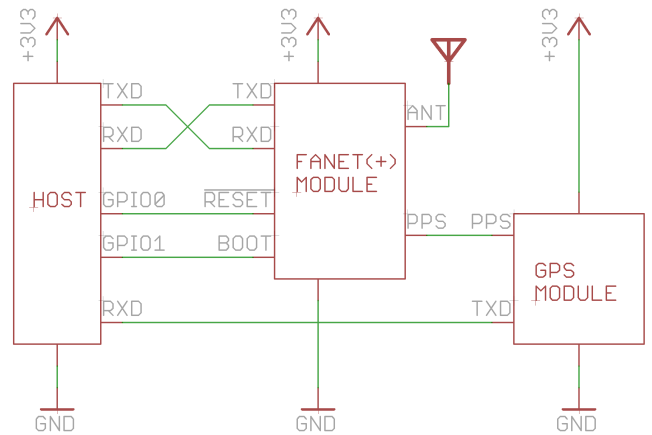 +3V3
+3V3
+3V3
TXD
TXD
ANT
RXD
RXD
FANET(+)
MODULE
HOST
GPIO0
RESET
PPS
PPS
GPIO1
BOOT
GPS
MODULE
RXD
TXD
GND
GND
GND